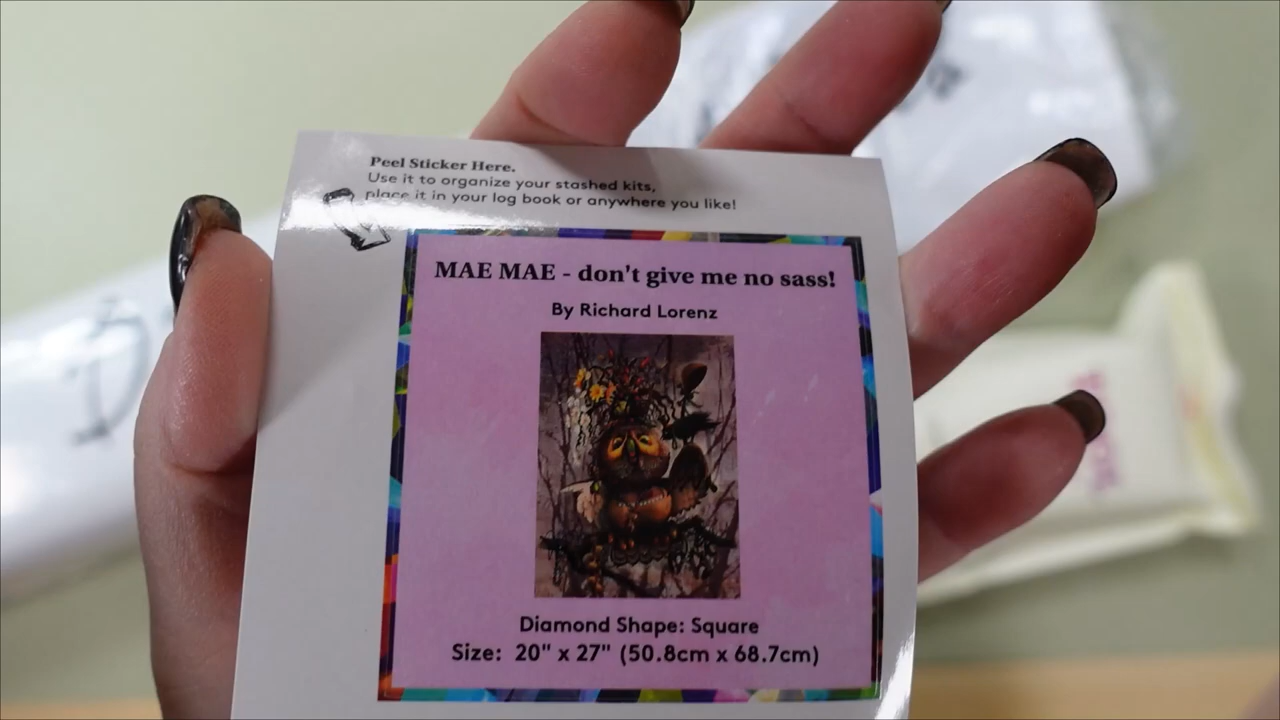 Peel Sticker Here.
Use it to organize your stashed kits,
place it in your log book or anywhere you like!
MAE MAE - don't give me no sass!
By Richard Lorenz
Diamond Shape: Square
Size: 20" x 27" (50.8cm x 68.7cm)